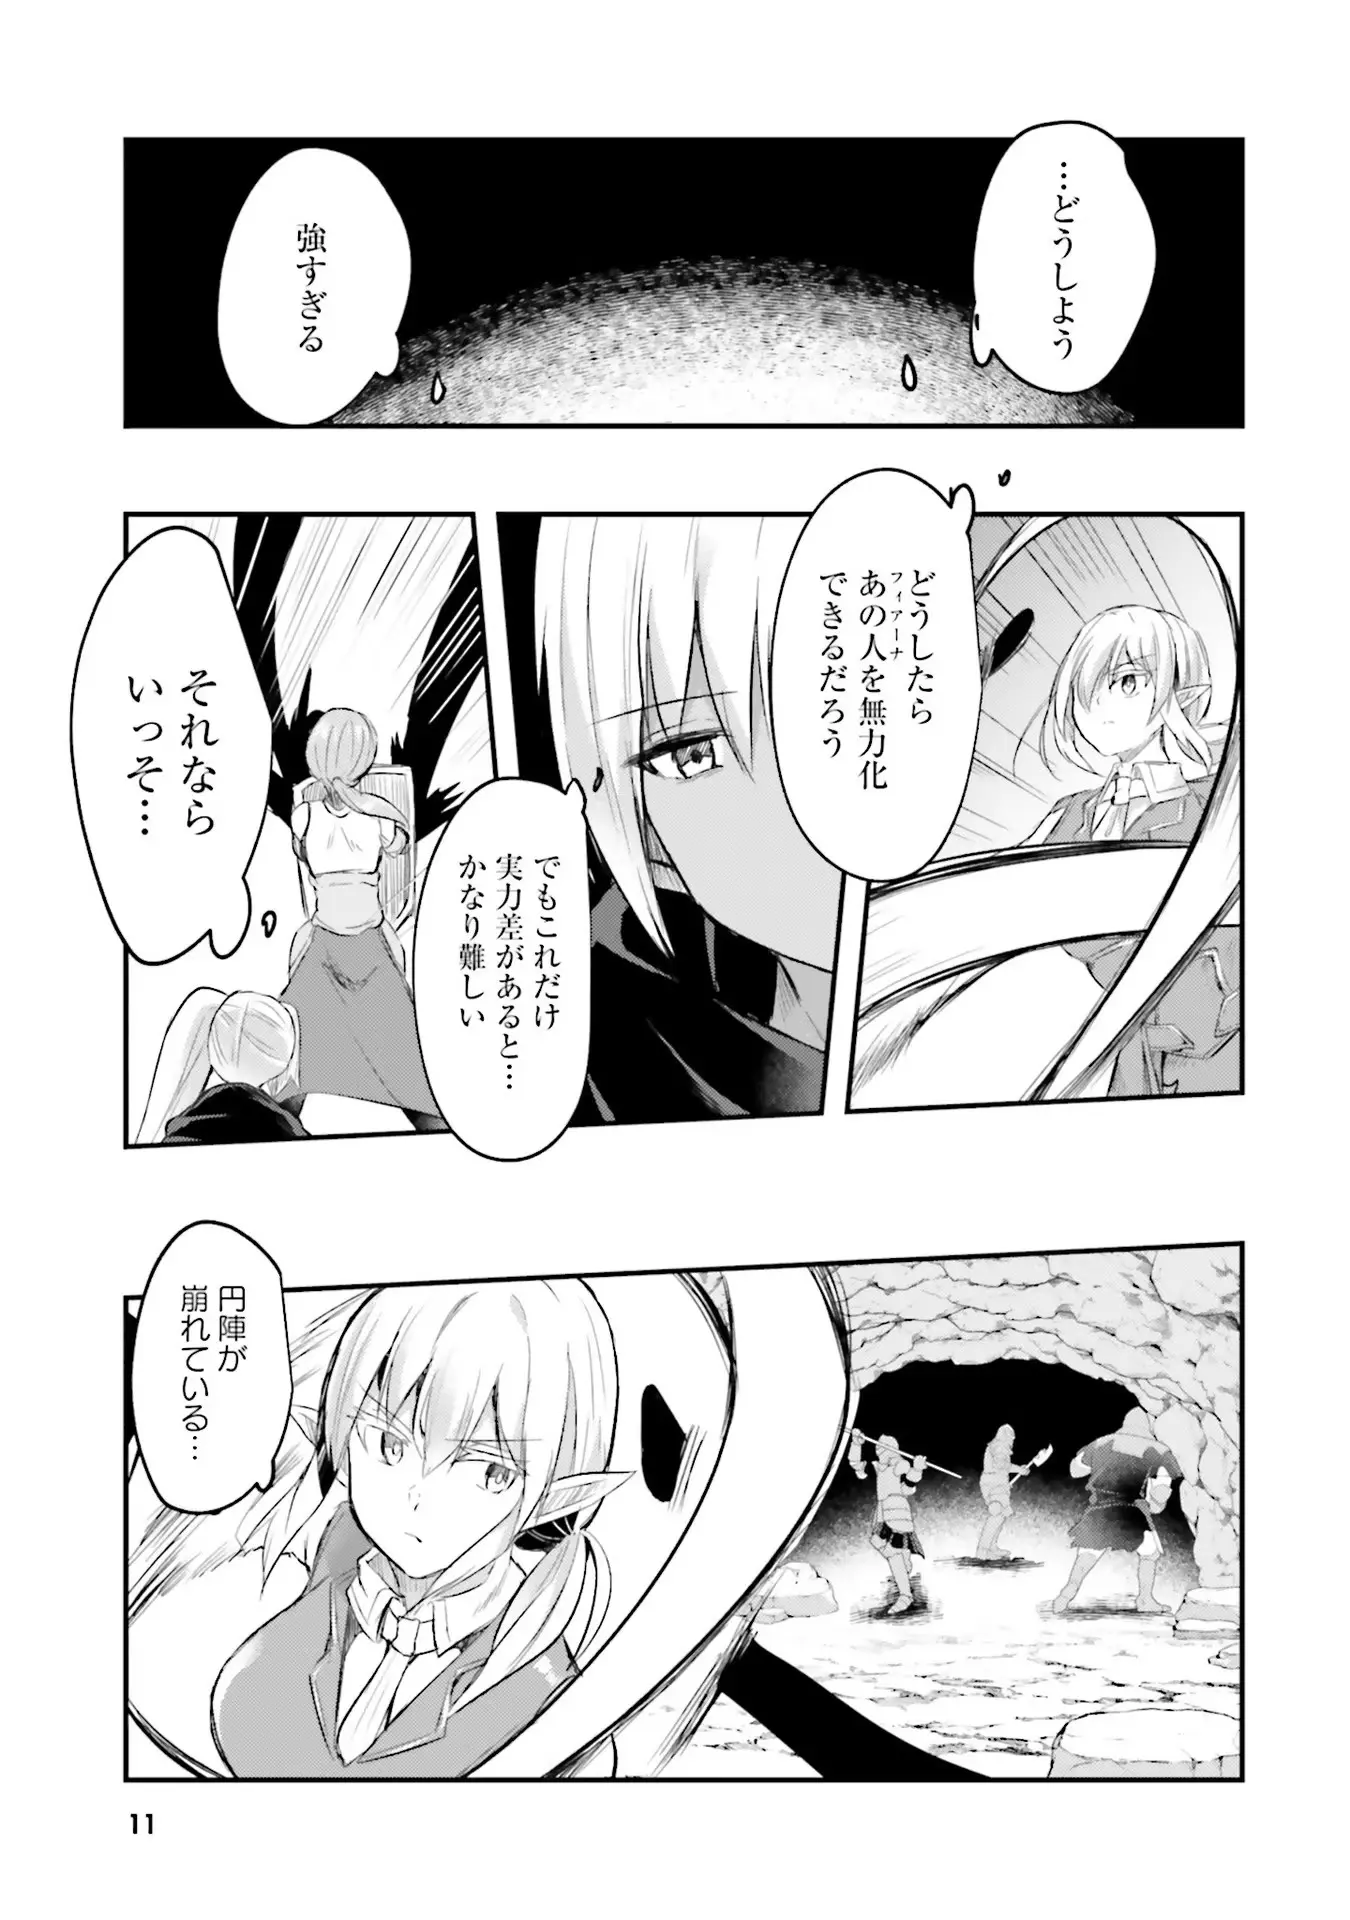 …どうしよう
強すぎる
どうしたら
あの人を無力化
フィアーナ
できるだろう
でもこれだけ
実力差があると…
かなり難しい
それなら
いっそ…
円陣が
崩れている…
11